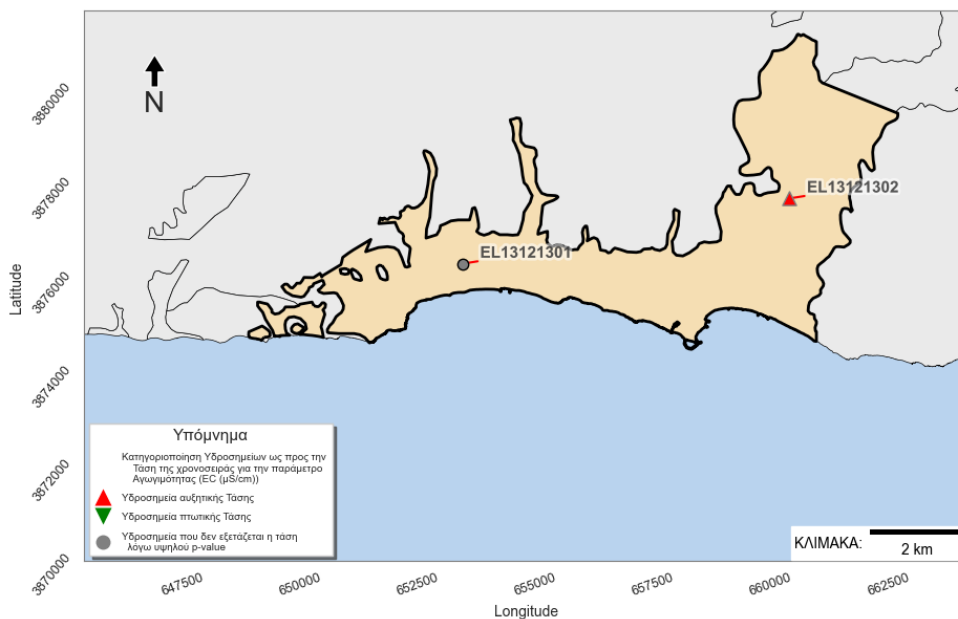 3880000
N
3878000
EL13121302
EL13121301
3876000
Latitude
3874000
3872000
3870000
Υπόμνημα
Κατηγοριοποίηση Υδροσημείων ως προς την
Τάση της χρονοσειράς για την παράμετρο
Αγωγιμότητας (EC (μS/cm))
Υδροσημεία αυξητικής Τάσης
Υδροσημεία πτωτικής Τάσης
Υδροσημεία που δεν εξετάζεται η τάση
λόγω υψηλού p-value
ΚΛΙΜΑΚΑ:
2 km
647500
650000
652500
655000
657500
660000
662500
Longitude